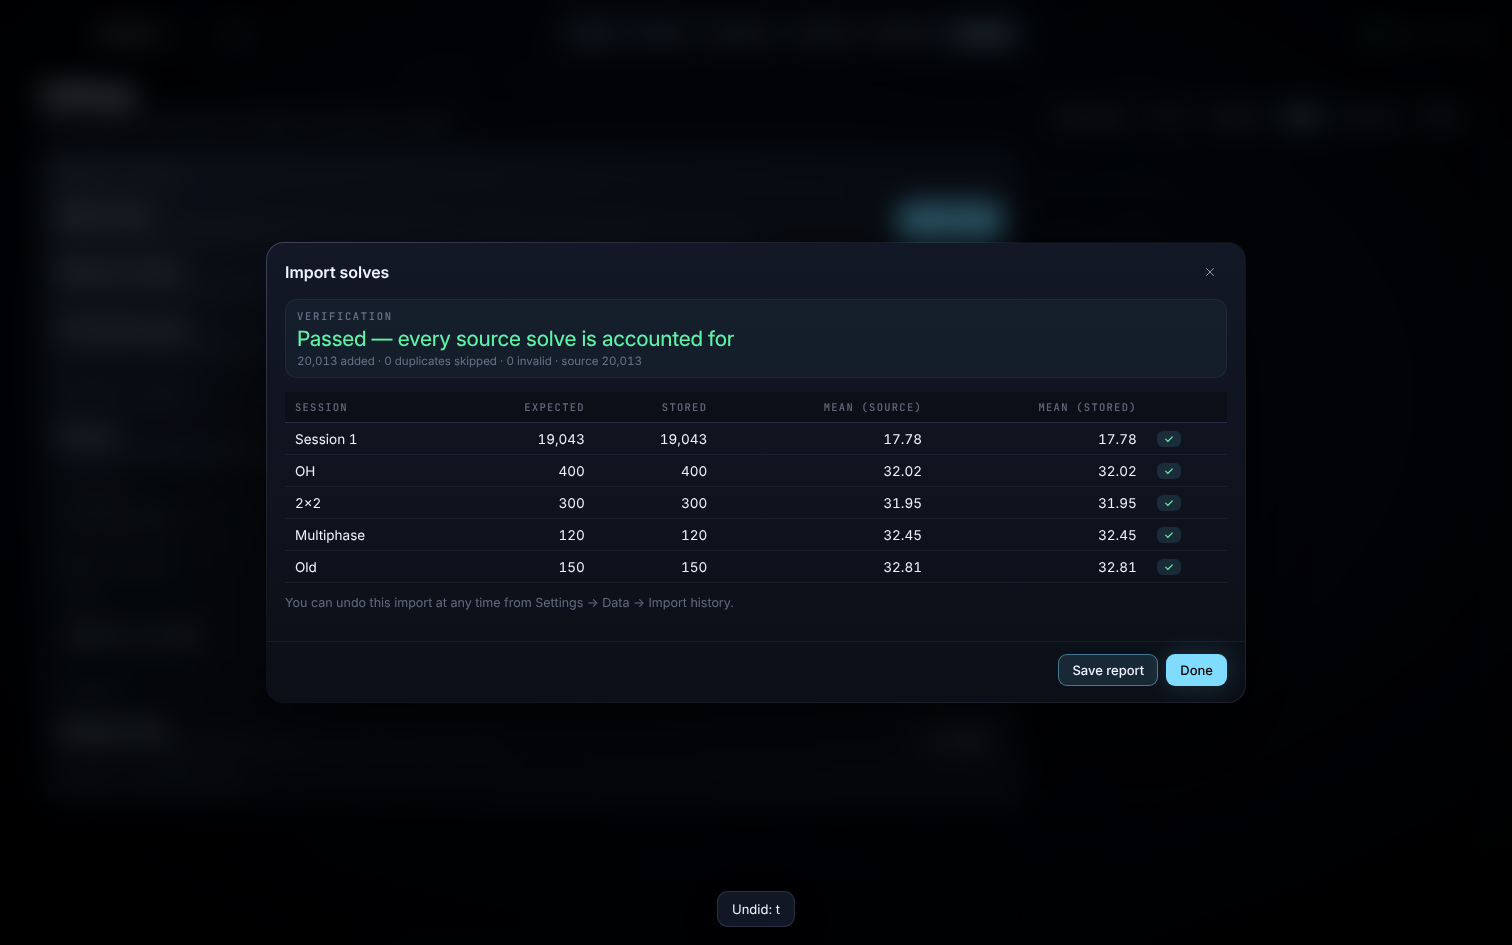 Import solves
VERIFICATION
Passed — every source solve is accounted for
20,013 added · 0 duplicates skipped · 0 invalid · source 20,013
SESSION EXPECTED STORED MEAN (SOURCE) MEAN (STORED)
Session 1 19,043 19,043 17.78 17.78
OH 400 400 32.02 32.02
2×2 300 300 31.95 31.95
Multiphase 120 120 32.45 32.45
Old 150 150 32.81 32.81
You can undo this import at any time from Settings → Data → Import history.
Save report Done
Undid: t